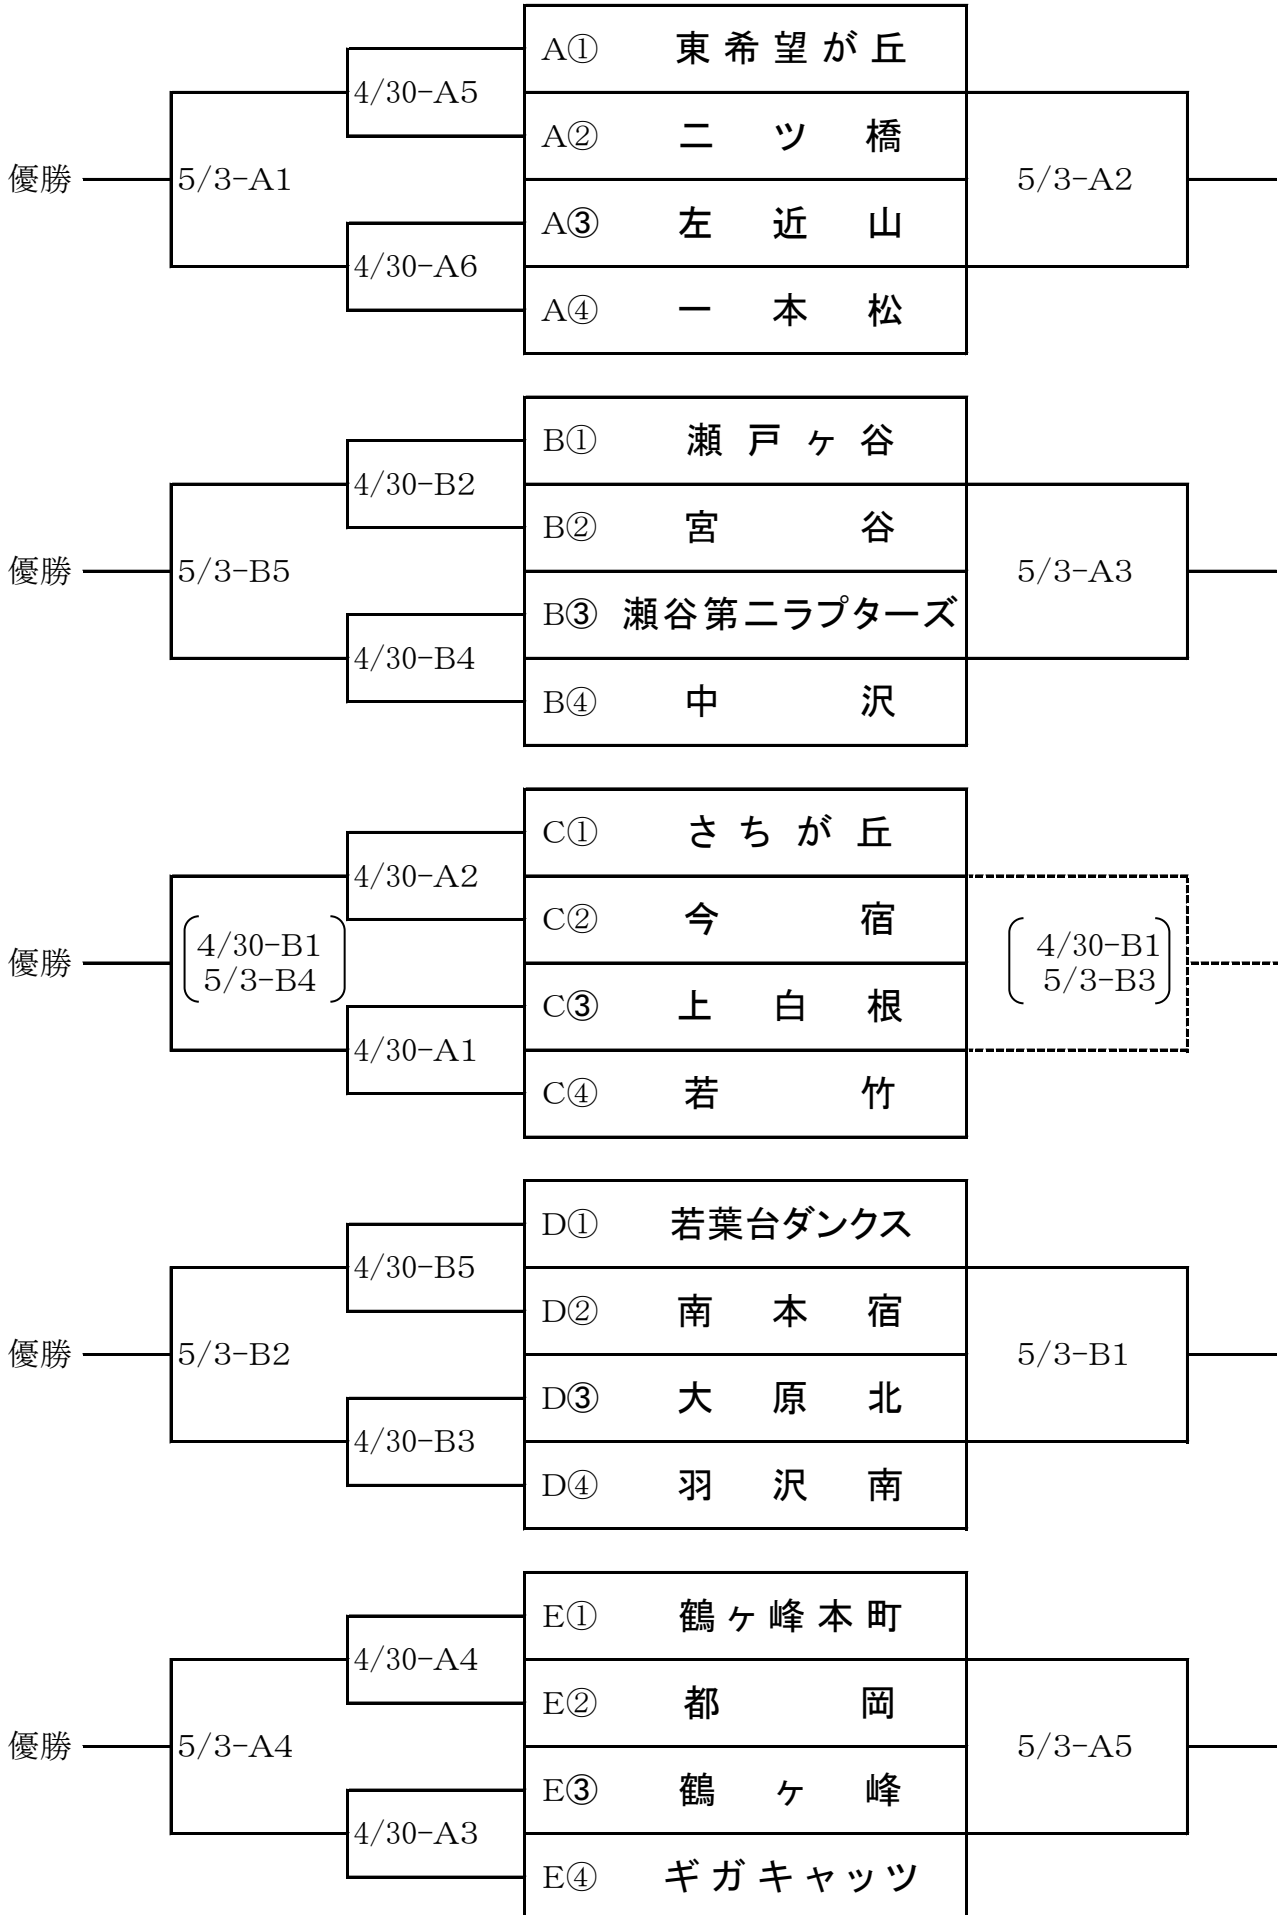 A① 東希望が丘
4/30-A5
A② 二ツ橋
優勝 5/3-A1 5/3-A2
A③ 左近山
4/30-A6
A④ 一本松
B① 瀬戸ヶ谷
4/30-B2
B② 宮谷
優勝 5/3-B5 5/3-A3
B③ 瀬谷第二ラプターズ
4/30-B4
B④ 中沢
C① さちが丘
4/30-A2
C② 今宿
4/30-B1 4/30-B1
優勝
5/3-B4 5/3-B3
C③ 上白根
4/30-A1
C④ 若竹
D① 若葉台ダンクス
4/30-B5
D② 南本宿
優勝 5/3-B2 5/3-B1
D③ 大原北
4/30-B3
D④ 羽沢南
E① 鶴ヶ峰本町
4/30-A4
E② 都岡
優勝 5/3-A4 5/3-A5
E③ 鶴ヶ峰
4/30-A3
E④ ギガキャッツ